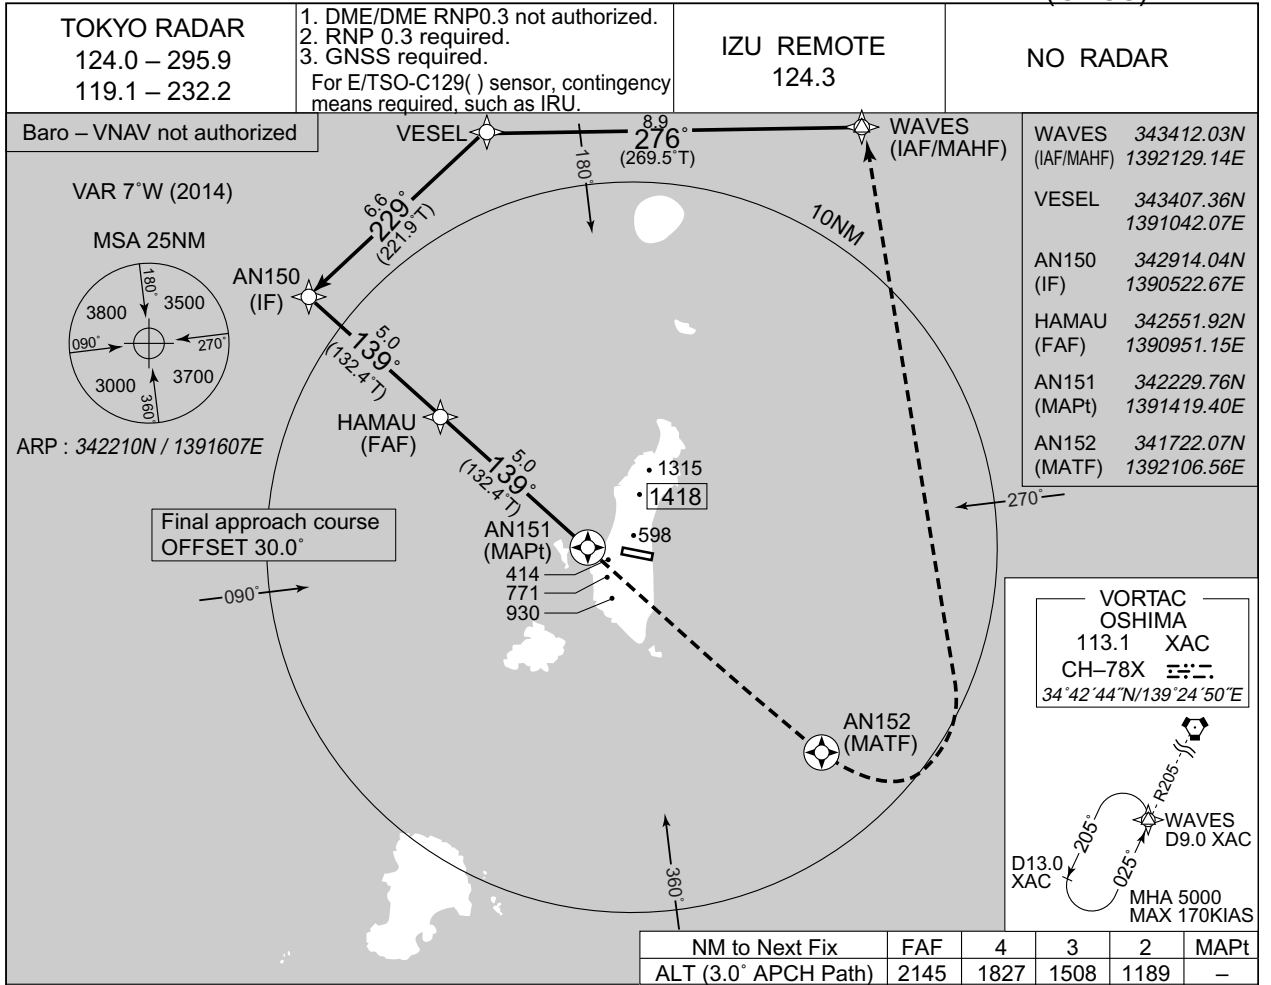 TOKYO RADAR
124.0 – 295.9
119.1 – 232.2
1. DME/DME RNP0.3 not authorized.
2. RNP 0.3 required.
3. GNSS required.
For E/TSO-C129( ) sensor, contingency
means required, such as IRU.
IZU REMOTE
124.3
NO RADAR
Baro – VNAV not authorized
VAR 7˚W (2014)
MSA 25NM
180˚
3800
3500
090˚
270˚
3000
3700
360˚
ARP : 342210N / 1391607E
VESEL
8.9
276˚
(269.5˚T)
WAVES
(IAF/MAHF)
180˚
10NM
6.6
229˚
(221.9˚T)
AN150
(IF)
5.0
139˚
(132.4˚T)
HAMAU
(FAF)
5.0
139˚
(132.4˚T)
AN151
(MAPt)
1315
1418
598
414
771
930
Final approach course
OFFSET 30.0˚
090˚
270˚
360˚
AN152
(MATF)
WAVES 343412.03N
(IAF/MAHF) 1392129.14E
VESEL 343407.36N
1391042.07E
AN150 342914.04N
(IF) 1390522.67E
HAMAU 342551.92N
(FAF) 1390951.15E
AN151 342229.76N
(MAPt) 1391419.40E
AN152 341722.07N
(MATF) 1392106.56E
VORTAC
OSHIMA
113.1 XAC
CH–78X
34˚42´44˝N/139˚24´50˝E
R205
WAVES
D9.0 XAC
205˚
025˚
D13.0
XAC
MHA 5000
MAX 170KIAS
NM to Next Fix FAF 4 3 2 MAPt
ALT (3.0˚ APCH Path) 2145 1827 1508 1189 –